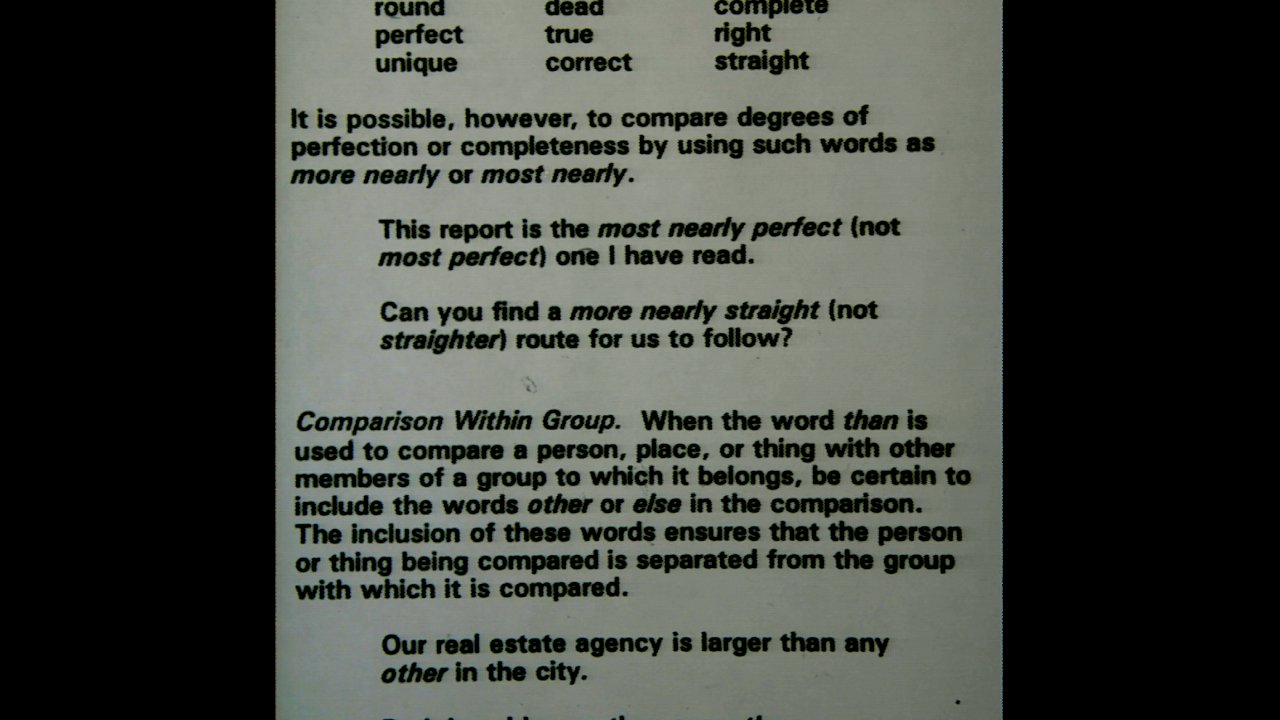 round dead complete
perfect true right
unique correct straight
It is possible, however, to compare degrees of
perfection or completeness by using such words as
more nearly or most nearly.
This report is the most nearly perfect (not
most perfect) one I have read.
Can you find a more nearly straight (not
straighter) route for us to follow?
Comparison Within Group. When the word than is
used to compare a person, place, or thing with other
members of a group to which it belongs, be certain to
include the words other or else in the comparison.
The inclusion of these words ensures that the person
or thing being compared is separated from the group
with which it is compared.
Our real estate agency is larger than any
other in the city.